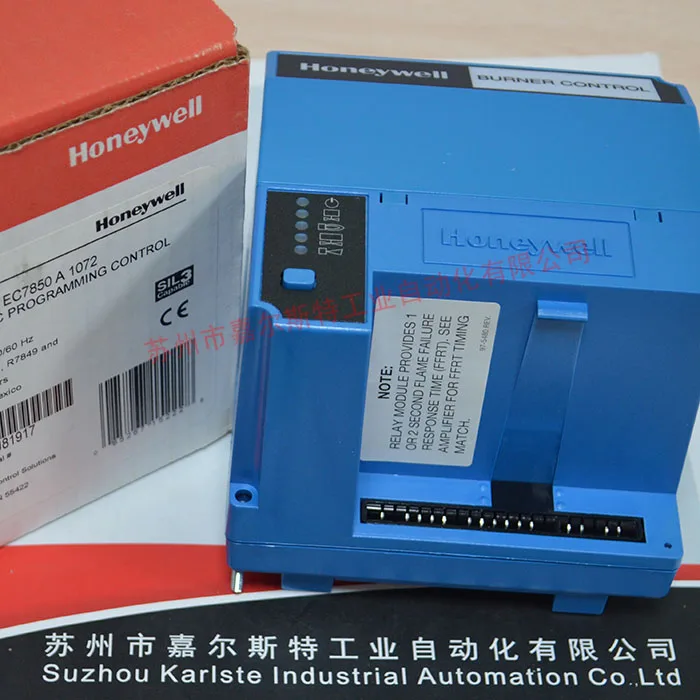 Honeywell
BURNER CONTROL
Honeywell
Honeywell
EC7850 A 1072
PROGRAMMING CONTROL
SIL3
Capable
CE
/60 Hz
R7849 and
81917
Solutions
55422
Honeywell
苏州市嘉尔斯特工业自动化有限公司
NOTE:
RELAY MODULE PROVIDES 1
OR 2 SECOND FLAME FAILURE
RESPONSE TIME (FFRT). SEE
AMPLIFIER FOR FFRT TIMING
MATCH.
97-5480 REV.
苏州市嘉尔斯特工业自动化有限公司
Suzhou Karlste Industrial Automation Co.,Ltd